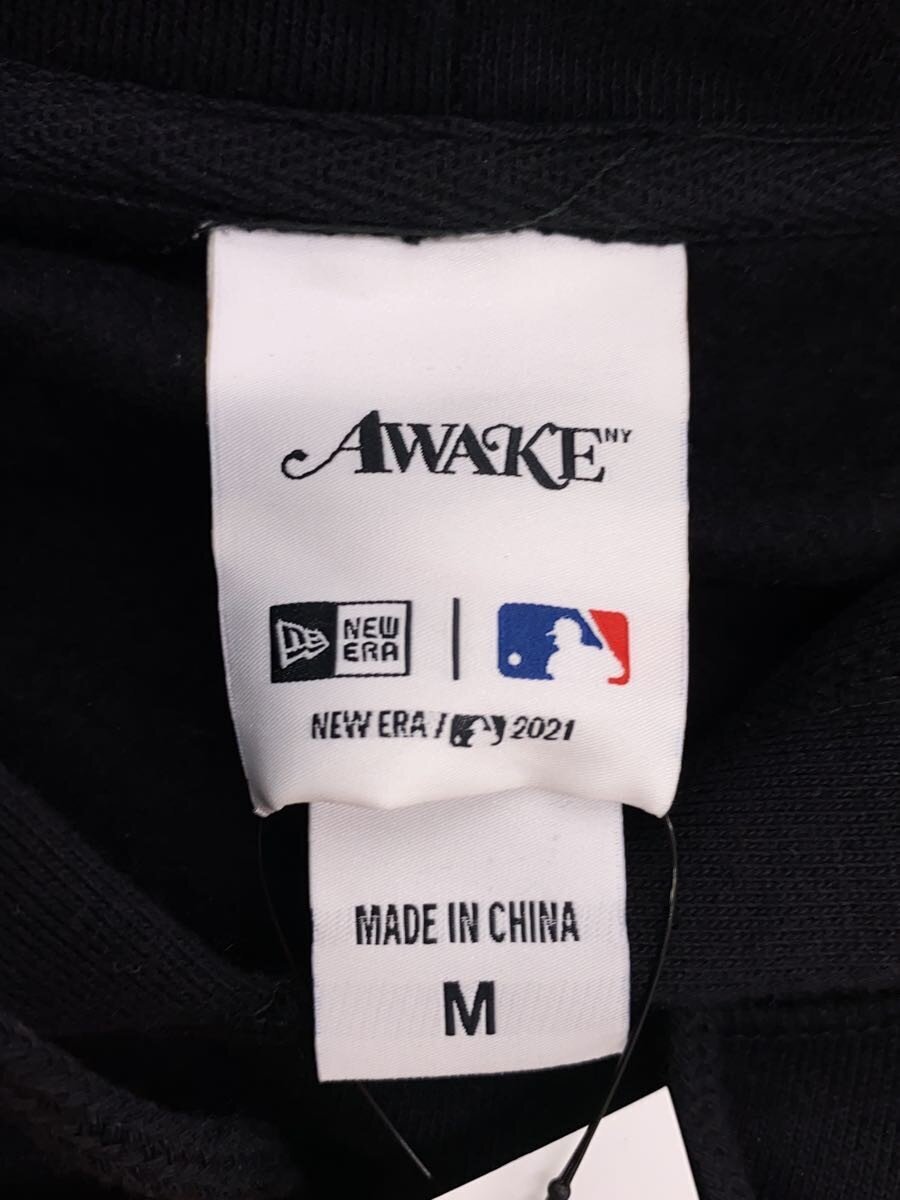 AWAKE NY
NEW ERA
NEW ERA / 2021
MADE IN CHINA
M